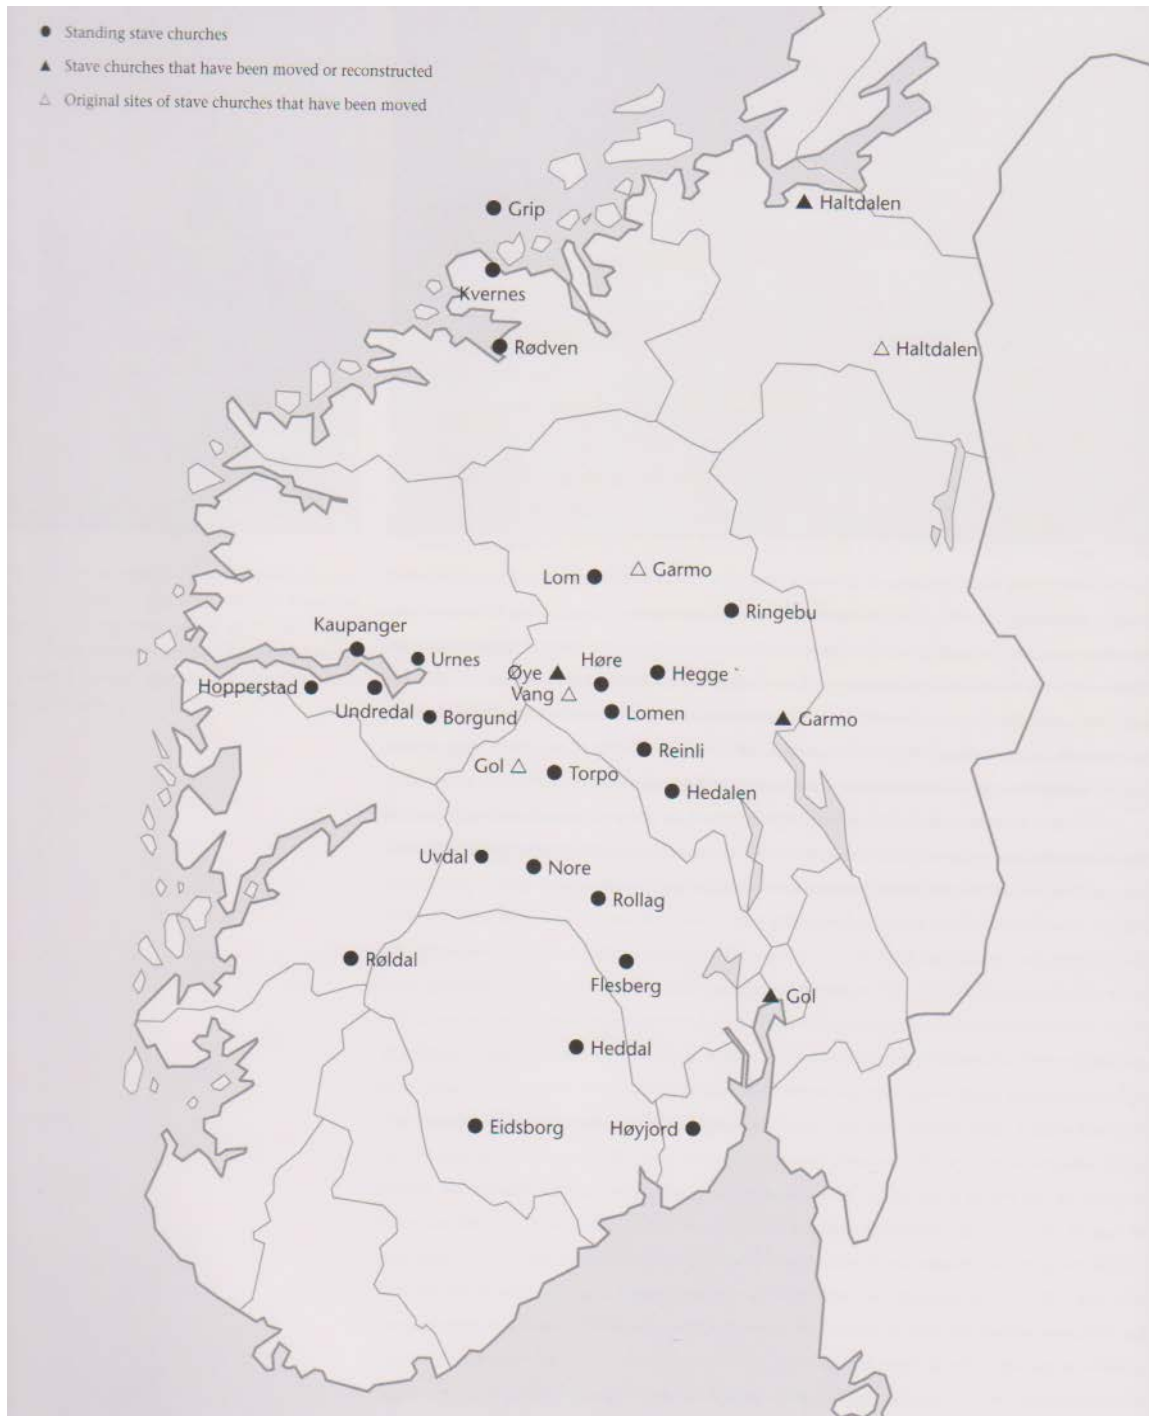 Standing stave churches
Stave churches that have been moved or reconstructed
Original sites of stave churches that have been moved
Haltdalen
Grip
Kvernes
Rødven
Haltdalen
Lom
Garmo
Ringebu
Kaupanger
Urnes
Øye
Høre
Hegge
Hopperstad
Vang
Undredal
Borgund
Lomen
Garmo
Reinli
Gol
Torpo
Hedalen
Uvdal
Nore
Rollag
Røldal
Flesberg
Gol
Heddal
Eidsborg
Høyjord